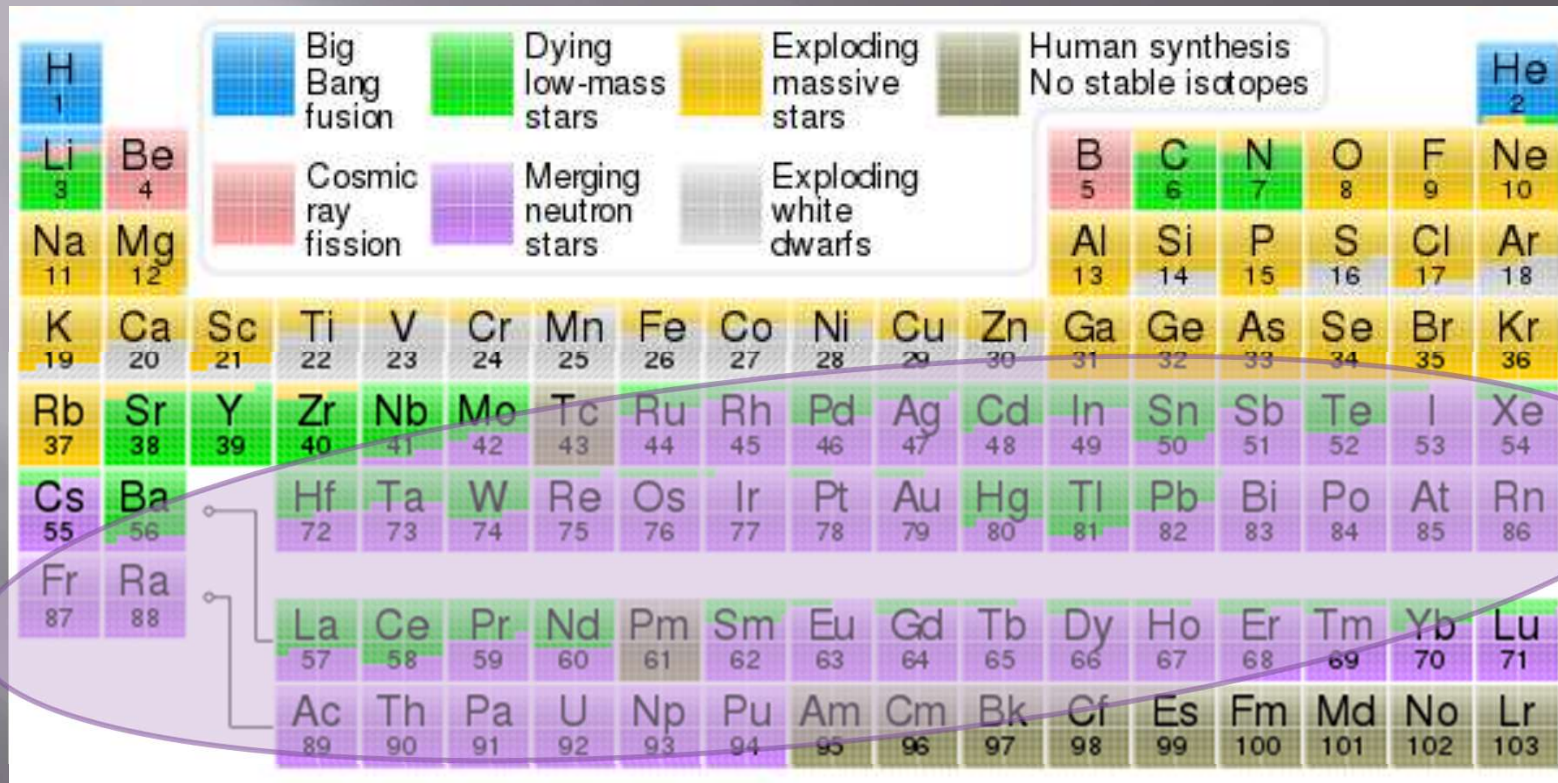 Big Bang fusion
Dying low-mass stars
Exploding massive stars
Human synthesis
No stable isotopes
Cosmic ray fission
Merging neutron stars
Exploding white dwarfs
H He
1 2
Li Be B C N O F Ne
3 4 5 6 7 8 9 10
Na Mg Al Si P S Cl Ar
11 12 13 14 15 16 17 18
K Ca Sc Ti V Cr Mn Fe Co Ni Cu Zn Ga Ge As Se Br Kr
19 20 21 22 23 24 25 26 27 28 29 30 31 32 33 34 35 36
Rb Sr Y Zr Nb Mo Tc Ru Rh Pd Ag Cd In Sn Sb Te I Xe
37 38 39 40 41 42 43 44 45 46 47 48 49 50 51 52 53 54
Cs Ba Hf Ta W Re Os Ir Pt Au Hg Tl Pb Bi Po At Rn
55 56 72 73 74 75 76 77 78 79 80 81 82 83 84 85 86
Fr Ra
87 88
La Ce Pr Nd Pm Sm Eu Gd Tb Dy Ho Er Tm Yb Lu
57 58 59 60 61 62 63 64 65 66 67 68 69 70 71
Ac Th Pa U Np Pu Am Cm Bk Cf Es Fm Md No Lr
89 90 91 92 93 94 95 96 97 98 99 100 101 102 103